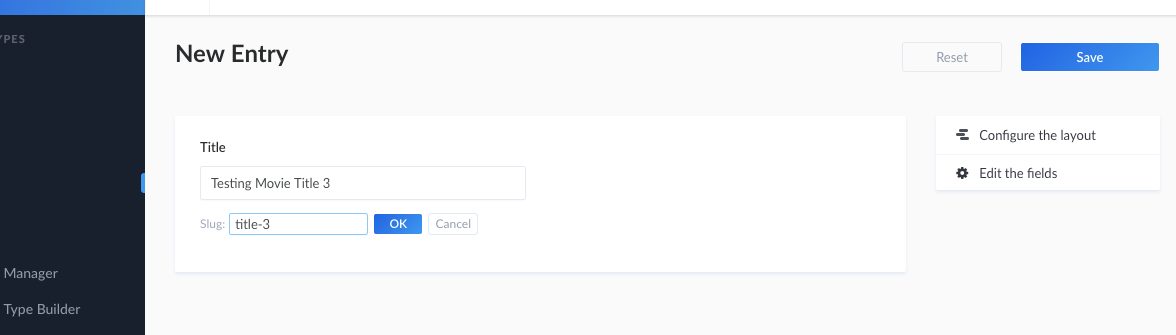 YPES
New Entry
Reset
Save
Title
Testing Movie Title 3
Slug:
title-3
OK
Cancel
Configure the layout
Edit the fields
Manager
Type Builder